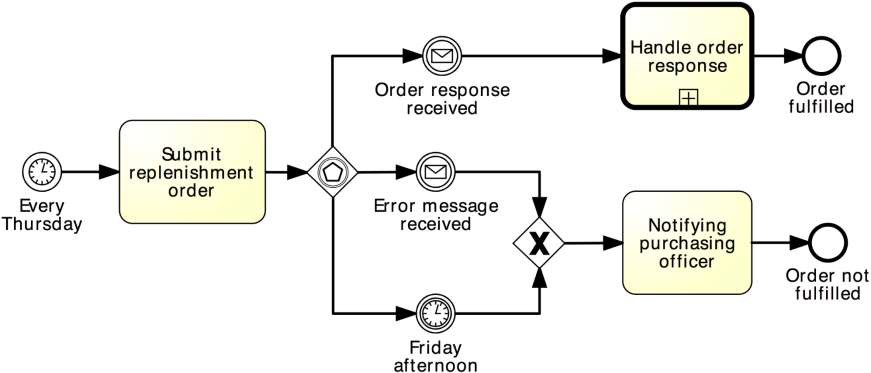 Every
Thursday
Submit
replenishment
order
Order response
received
Handle order
response
Order
fulfilled
Error message
received
Friday
afternoon
X
Notifying
purchasing
officer
Order not
fulfilled